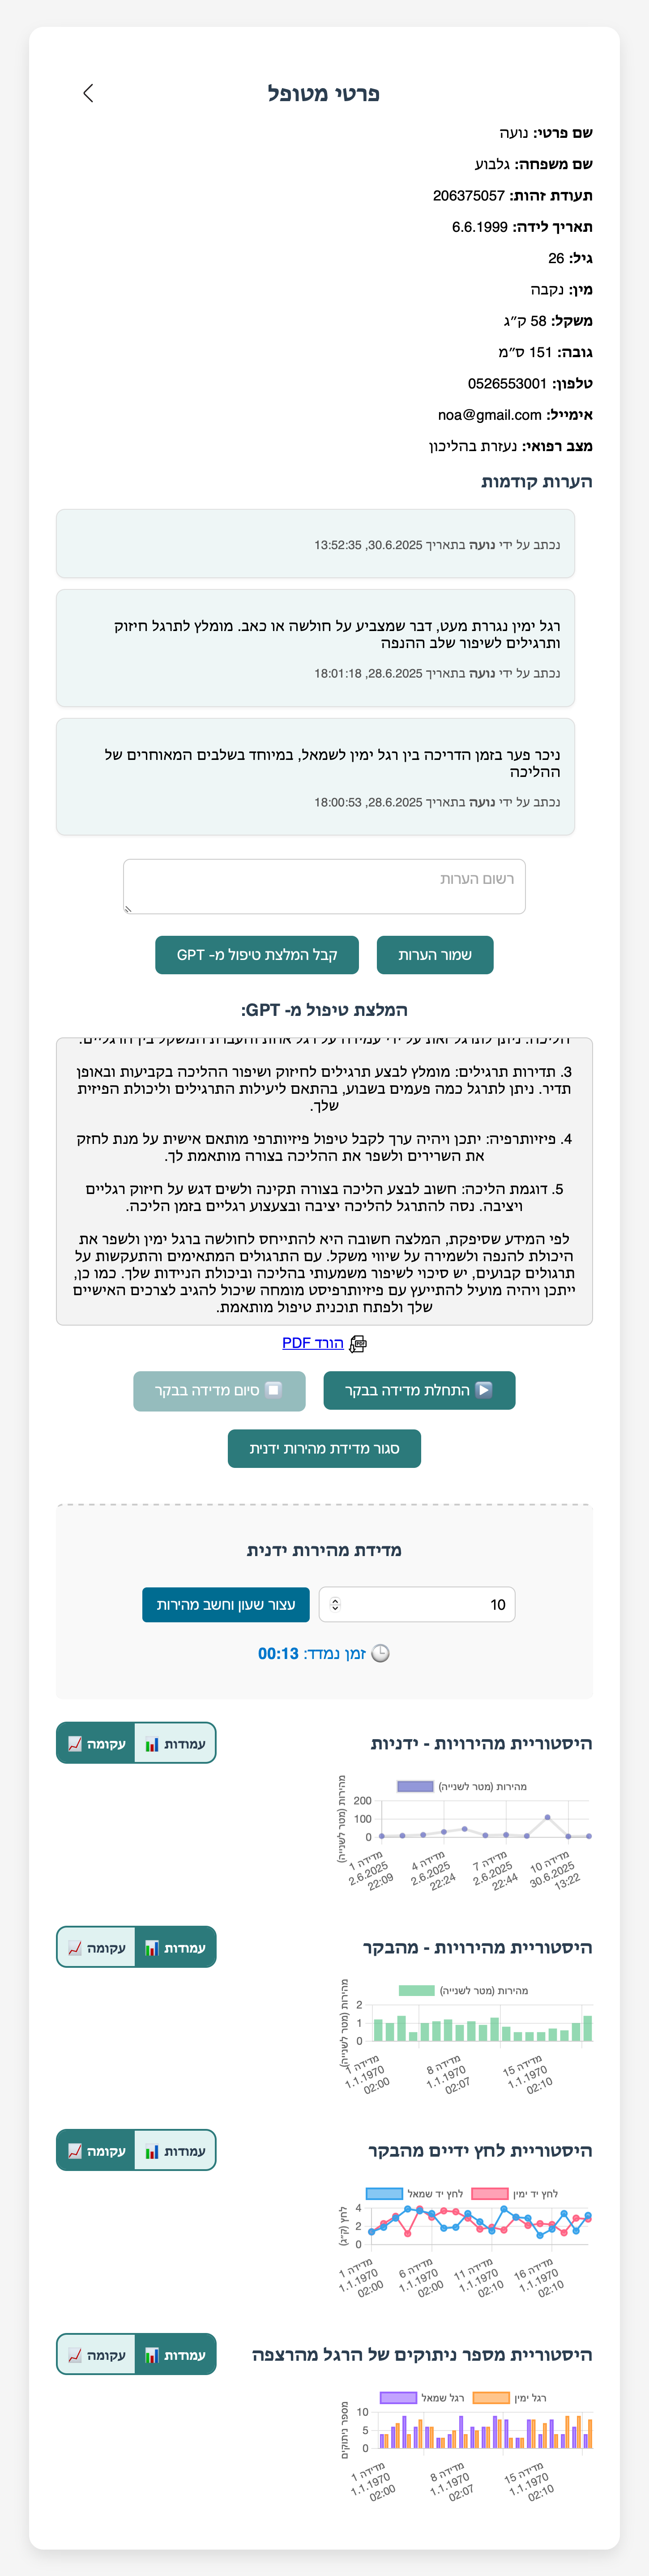 פרטי מטופל
שם פרטי: נועה
שם משפחה: גלבוע
תעודת זהות: 206375057
תאריך לידה: 6.6.1999
גיל: 26
מין: נקבה
משקל: 58 ק״ג
גובה: 151 ס״מ
טלפון: 0526553001
אימייל: noa@gmail.com
מצב רפואי: נעזרת בהליכון
הערות קודמות
נכתב על ידי נועה בתאריך 30.6.2025, 13:52:35
רגל ימין נגררת מעט, דבר שמצביע על חולשה או כאב. מומלץ לתרגל חיזוק
ותרגילים לשיפור שלב ההנפה
נכתב על ידי נועה בתאריך 28.6.2025, 18:01:18
ניכר פער בזמן הדריכה בין רגל ימין לשמאל, במיוחד בשלבים המאוחרים של
ההליכה
נכתב על ידי נועה בתאריך 28.6.2025, 18:00:53
רשום הערות
שמור הערות
קבל המלצת טיפול מ- GPT
המלצת טיפול מ- GPT:
הליכה. ניתן לתרגל זאת על ידי עמידה על רגל אחת והעברת המשקל בין הרגליים.
3. תדירות תרגילים: מומלץ לבצע תרגילים לחיזוק ושיפור ההליכה בקביעות ובאופן
תדיר. ניתן לתרגל כמה פעמים בשבוע, בהתאם ליעילות התרגילים וליכולת הפיזית
שלך.
4. פיזיותרפיה: יתכן ויהיה ערך לקבל טיפול פיזיותרפי מותאם אישית על מנת לחזק
את השרירים ולשפר את ההליכה בצורה מותאמת לך.
5. דוגמת הליכה: חשוב לבצע הליכה בצורה תקינה ולשים דגש על חיזוק רגליים
ויציבה. נסה להתרגל להליכה יציבה ובצעצוע רגליים בזמן הליכה.
לפי המידע שסיפקת, המלצה חשובה היא להתייחס לחולשה ברגל ימין ולשפר את
היכולת להנפה ולשמירה על שיווי משקל. עם התרגולים המתאימים והתעקשות על
תרגולים קבועים, יש סיכוי לשיפור משמעותי בהליכה וביכולת הניידות שלך. כמו כן,
ייתכן ויהיה מועיל להתייעץ עם פיזיותרפיסט מומחה שיכול להגיב לצרכים האישיים
שלך ולפתח תוכנית טיפול מותאמת.
הורד PDF
התחלת מדידה בבקר
סיום מדידה בבקר
סגור מדידת מהירות ידנית
מדידת מהירות ידנית
10
עצור שעון וחשב מהירות
זמן נמדד: 00:13
היסטוריית מהירויות - ידניות
עמודות
עקומה
מהירות (מטר לשנייה)
מהירות (מטר לשנייה)
200
100
0
מדידה 1
2.6.2025
22:09
מדידה 4
2.6.2025
22:24
מדידה 7
2.6.2025
22:44
מדידה 10
30.6.2025
13:22
היסטוריית מהירויות - מהבקר
עמודות
עקומה
מהירות (מטר לשנייה)
מהירות (מטר לשנייה)
2
1
0
מדידה 1
1.1.1970
02:00
מדידה 8
1.1.1970
02:07
מדידה 15
1.1.1970
02:10
היסטוריית לחץ ידיים מהבקר
עמודות
עקומה
לחץ יד ימין
לחץ יד שמאל
לחץ (ק״ג)
4
2
0
מדידה 1
1.1.1970
02:00
מדידה 6
1.1.1970
02:00
מדידה 11
1.1.1970
02:10
מדידה 16
1.1.1970
02:10
היסטוריית מספר ניתוקים של הרגל מהרצפה
עמודות
עקומה
רגל ימין
רגל שמאל
מספר ניתוקים
10
5
0
מדידה 1
1.1.1970
02:00
מדידה 8
1.1.1970
02:07
מדידה 15
1.1.1970
02:10